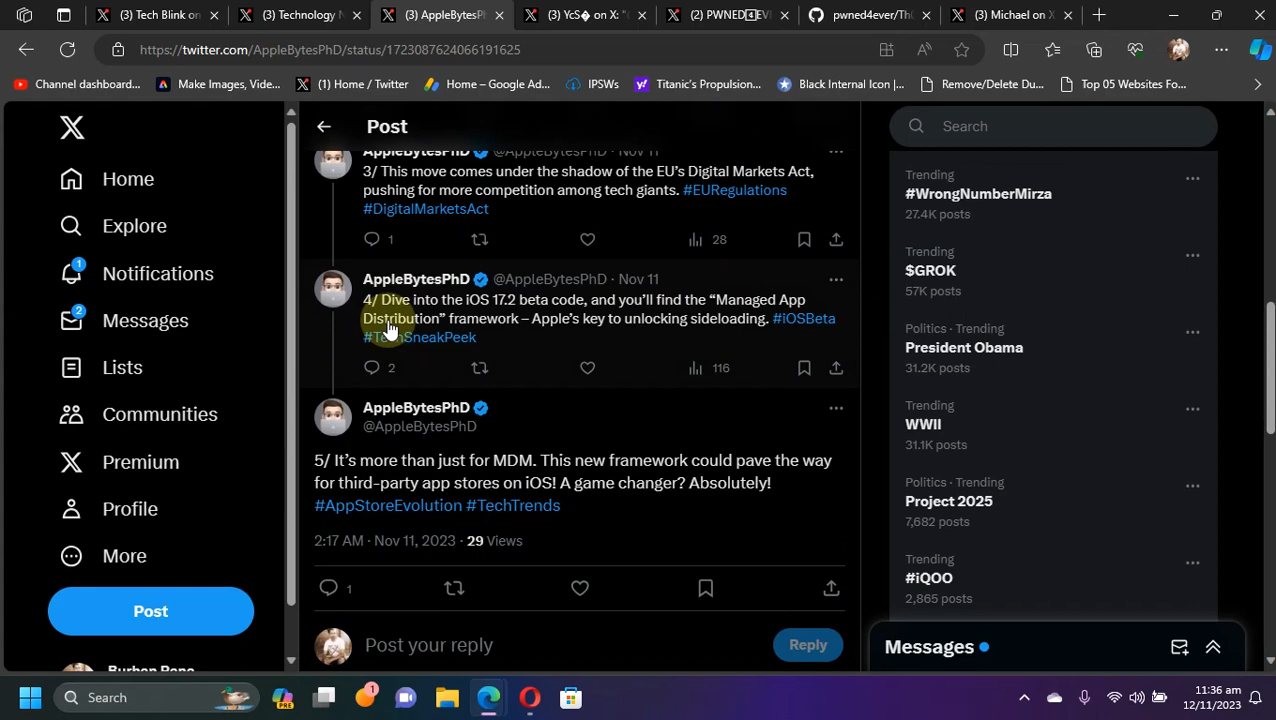 (3) Tech Blink on
(3) Technology N
(3) AppleBytesPh
(3) YcS� on X: "
(2) PWNED4EV
pwned4ever/Th
(3) Michael on X
https://twitter.com/AppleBytesPhD/status/1723087624066191625
Channel dashboard...
Make Images, Vide...
(1) Home / Twitter
Home – Google Ad...
IPSWs
Titanic's Propulsion...
Black Internal Icon |...
Remove/Delete Du...
Top 05 Websites Fo...
Home
Explore
1
Notifications
2
Messages
Lists
Communities
Premium
Profile
More
Post
Burhan Rana
Post
AppleBytesPhD @AppleBytesPhD · Nov 11
3/ This move comes under the shadow of the EU's Digital Markets Act,
pushing for more competition among tech giants. #EURegulations
#DigitalMarketsAct
1
28
AppleBytesPhD @AppleBytesPhD · Nov 11
4/ Dive into the iOS 17.2 beta code, and you'll find the “Managed App
Distribution” framework – Apple's key to unlocking sideloading. #iOSBeta
#TechSneakPeek
2
116
AppleBytesPhD
@AppleBytesPhD
5/ It's more than just for MDM. This new framework could pave the way
for third-party app stores on iOS! A game changer? Absolutely!
#AppStoreEvolution #TechTrends
2:17 AM · Nov 11, 2023 · 29 Views
1
Post your reply
Reply
Search
Trending
#WrongNumberMirza
27.4K posts
Trending
$GROK
57K posts
Politics · Trending
President Obama
31.2K posts
Trending
WWII
31.1K posts
Politics · Trending
Project 2025
7,682 posts
Trending
#iQOO
2,865 posts
Messages
Search
PRE
1
11:36 am
12/11/2023